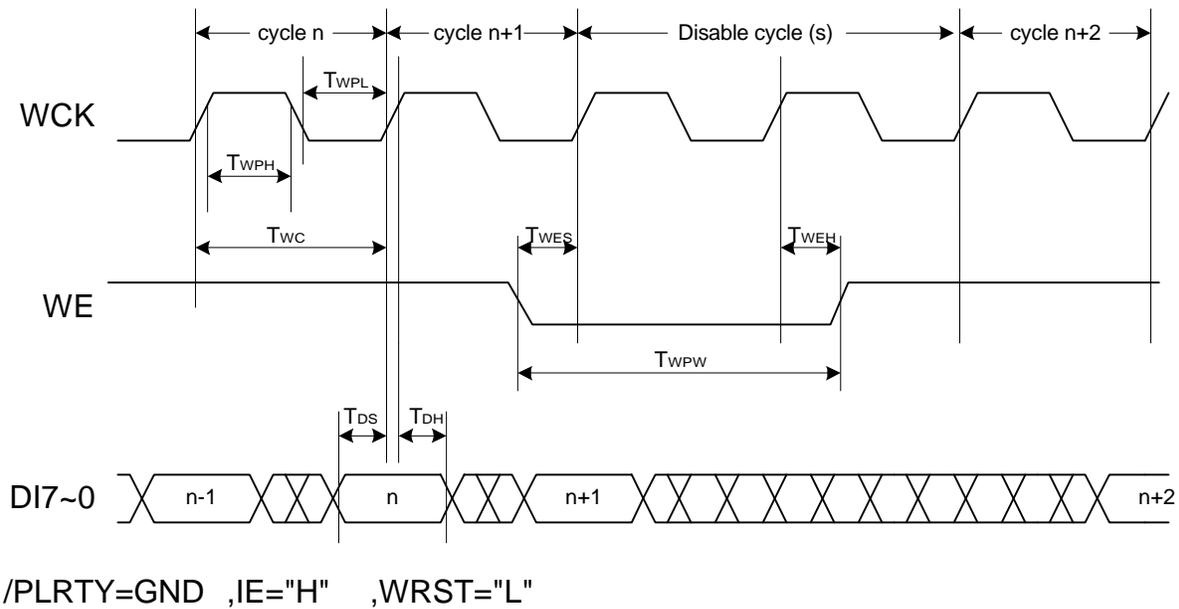 cycle n cycle n+1 Disable cycle (s) cycle n+2
TWPL
WCK
TWPH
TWC TWES TWEH
WE
TWPW
TDS TDH
DI7~0 n-1 n n+1 n+2
/PLRTY=GND ,IE="H" ,WRST="L"